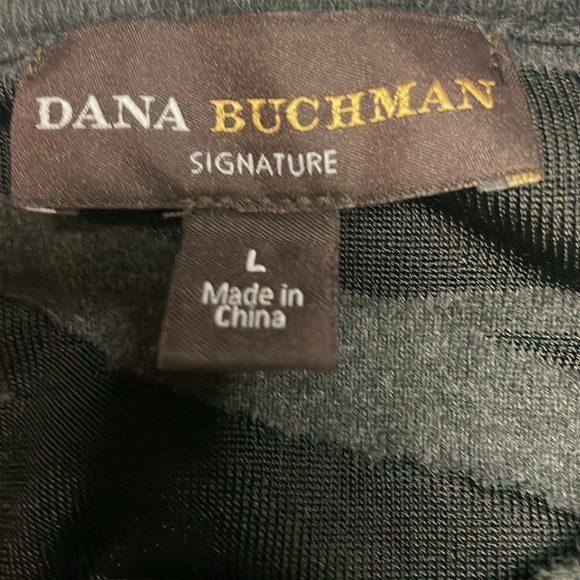 DANA BUCHMAN
SIGNATURE
L
Made in
China